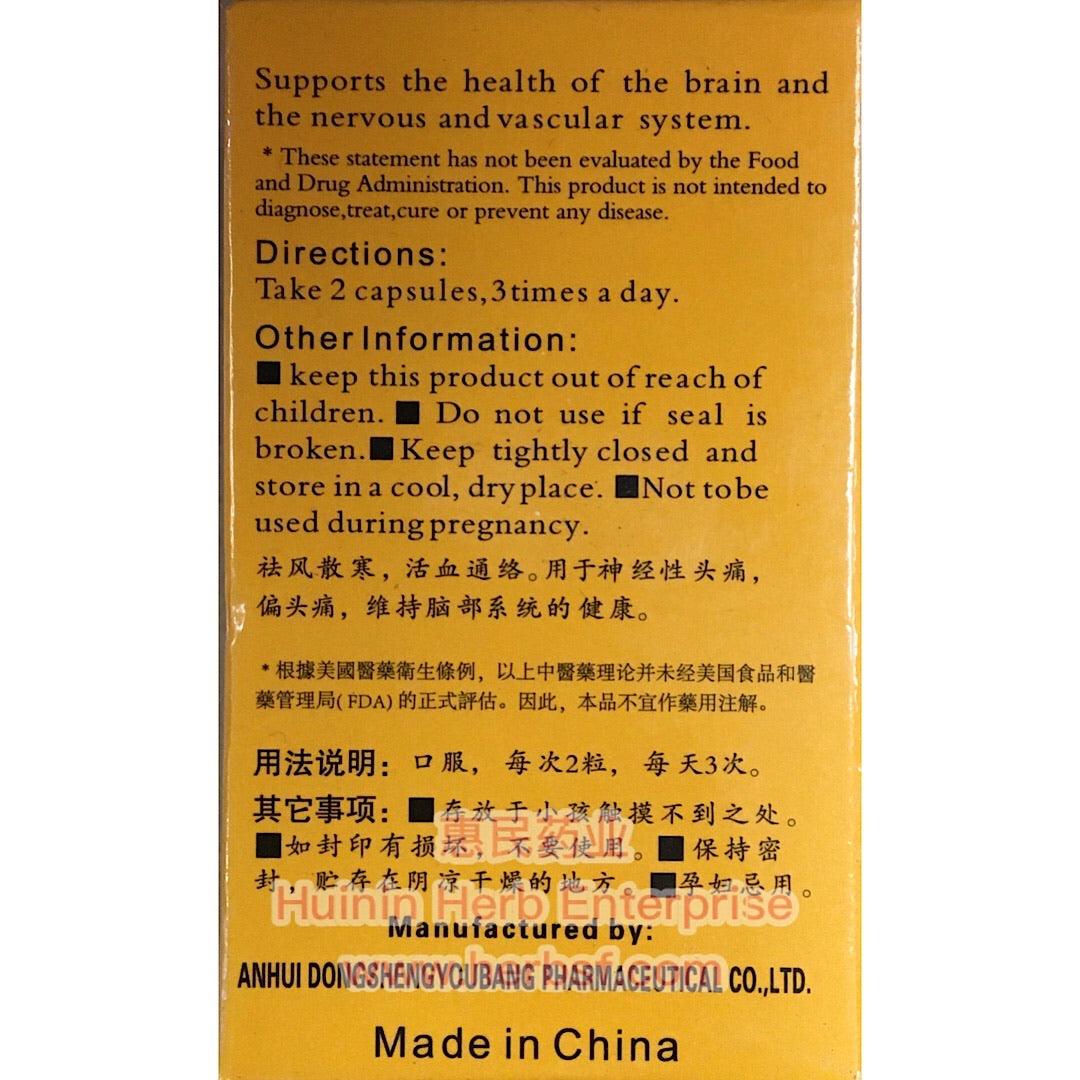 Supports the health of the brain and
the nervous and vascular system.
* These statement has not been evaluated by the Food
and Drug Administration. This product is not intended to
diagnose,treat,cure or prevent any disease.
Directions:
Take 2 capsules,3times a day.
Other Information:
■ keep this product out of reach of
children. ■ Do not use if seal is
broken.■Keep tightly closed and
store in a cool, dry place. ■Not to be
used during pregnancy.
祛风散寒，活血通络。用于神经性头痛，
偏头痛，维持脑部系统的健康。
*根據美國醫藥衛生條例，以上中醫藥理论并未经美国食品和醫
藥管理局( FDA) 的正式評估。因此，本品不宜作藥用注解。
用法说明：口服，每次2粒，每天3次。
其它事项：■存放于小孩触摸不到之处。
惠民药业
■如封印有损坏，不要使用。■保持密
封，贮存在阴凉干燥的地方。■孕妇忌用。
Huinin Herb Enterprise
Manufactured by:
www.herbsf.com
ANHUI DONGSHENGYOUBANG PHARMACEUTICAL CO.,LTD.
Made in China